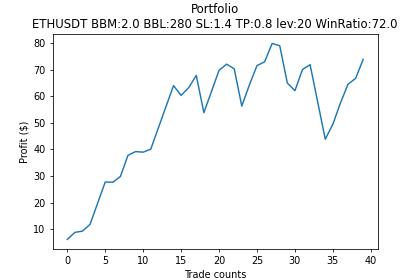 Portfolio
ETHUSDT BBM:2.0 BBL:280 SL:1.4 TP:0.8 lev:20 WinRatio:72.0
80
70
60
50
40
30
20
10
Profit ($)
0 5 10 15 20 25 30 35 40
Trade counts